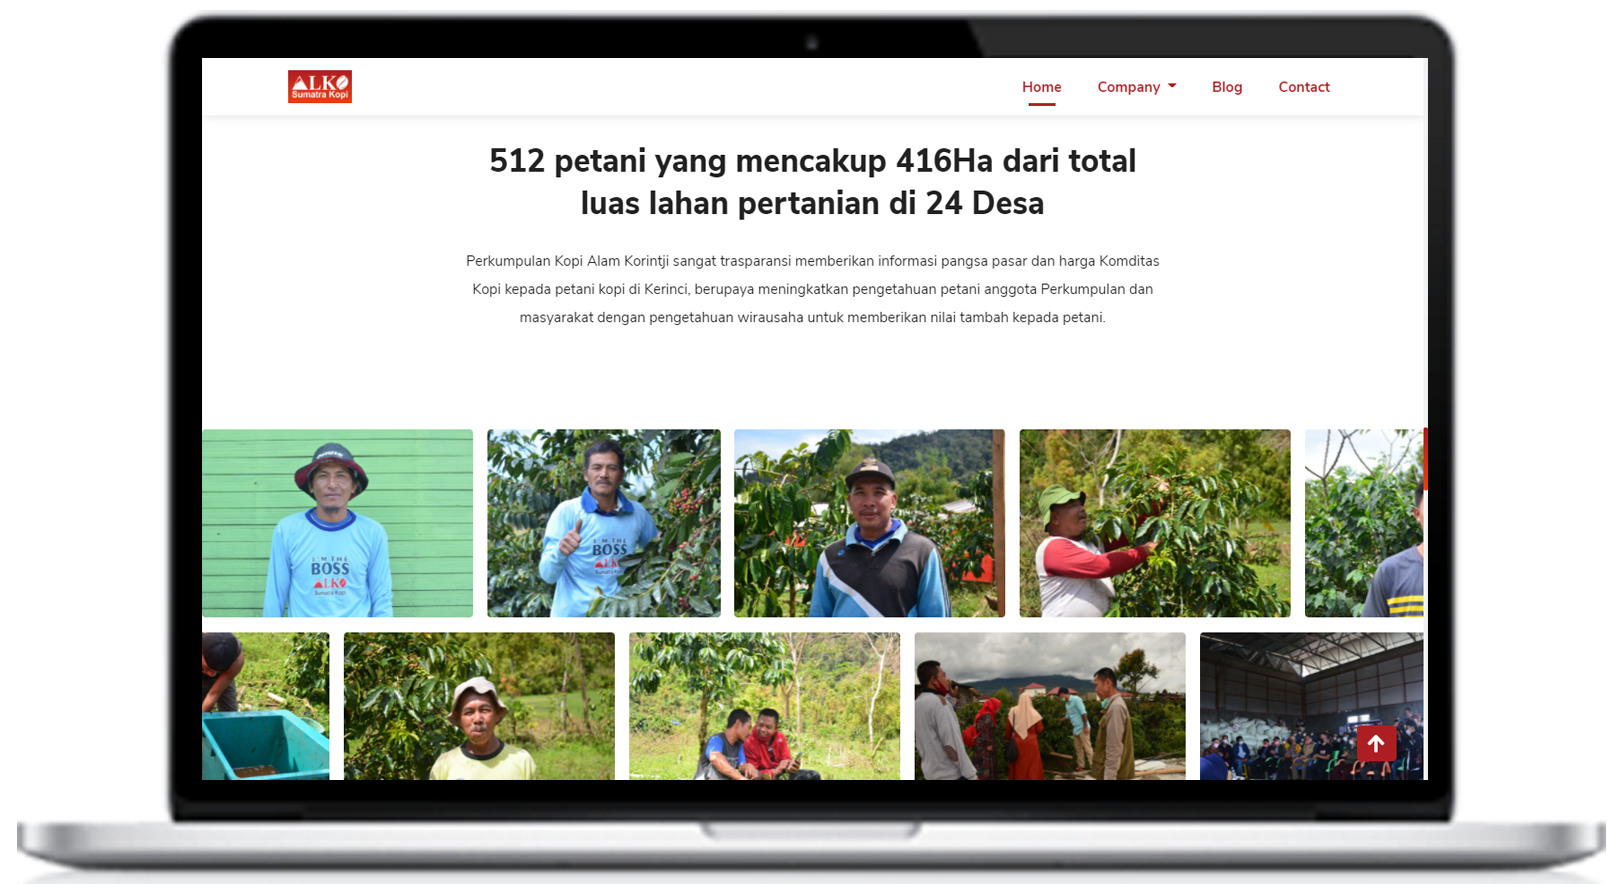 ALKO
Sumatra Kopi
Home
Company
Blog
Contact
512 petani yang mencakup 416Ha dari total
luas lahan pertanian di 24 Desa
Perkumpulan Kopi Alam Korintji sangat trasparansi memberikan informasi pangsa pasar dan harga Komditas
Kopi kepada petani kopi di Kerinci, berupaya meningkatkan pengetahuan petani anggota Perkumpulan dan
masyarakat dengan pengetahuan wirausaha untuk memberikan nilai tambah kepada petani.
I'M THE
BOSS
ALKO
Sumatra Kopi
I'M THE
BOSS
ALKO
Sumatra Kopi